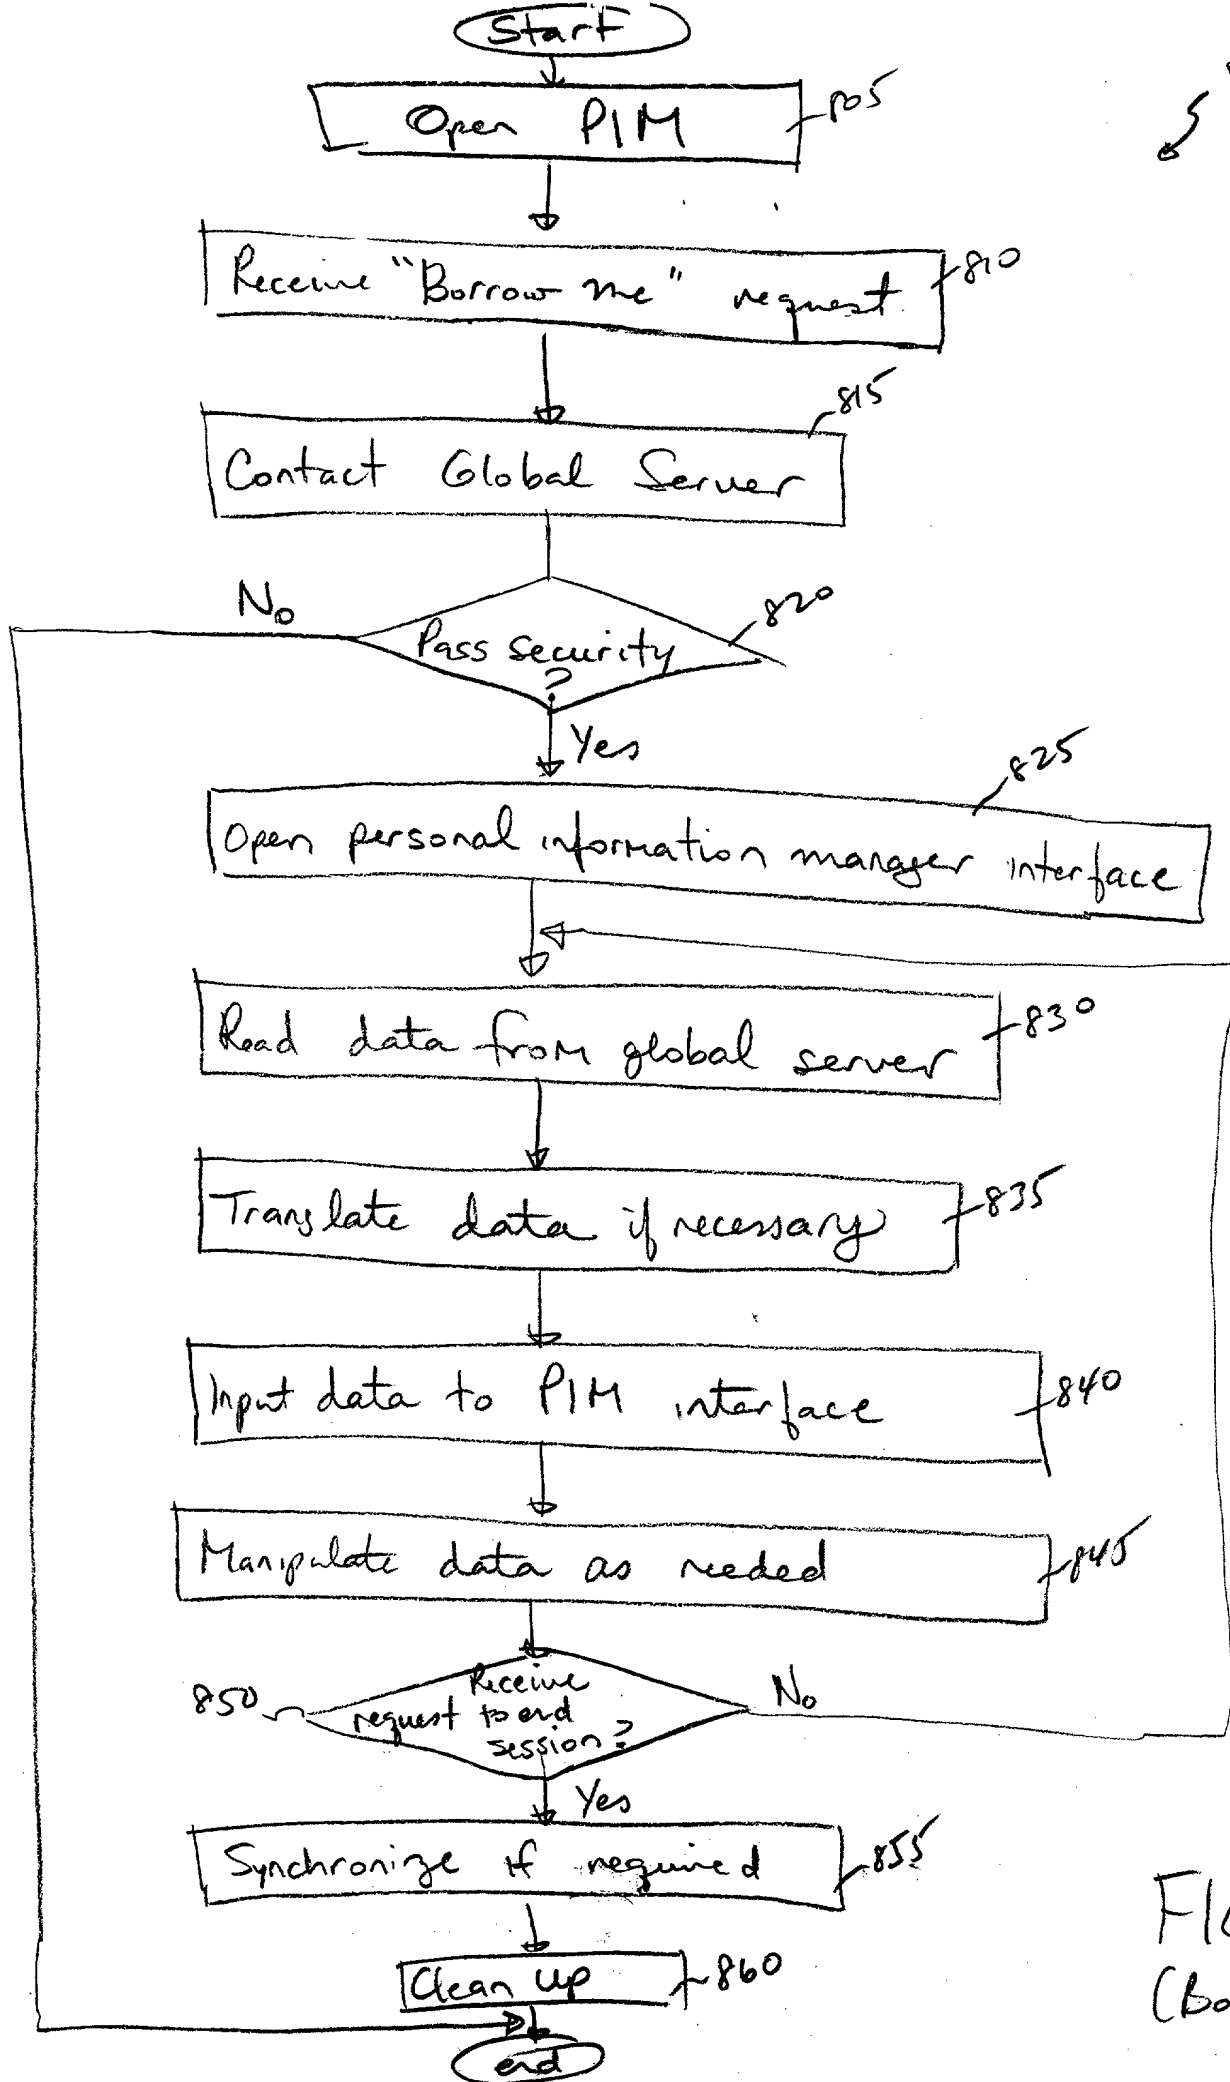 Start
Open PIM
805
Receive "Borrow me" request
810
815
Contact Global Server
No
820
Pass security
?
Yes
825
Open personal information manager interface
Read data from global server
830
Translate data if necessary
835
Input data to PIM interface
840
Manipulate data as needed
845
850
Receive
request to end
session?
No
Yes
Synchronize if required
855
Clean up
860
end